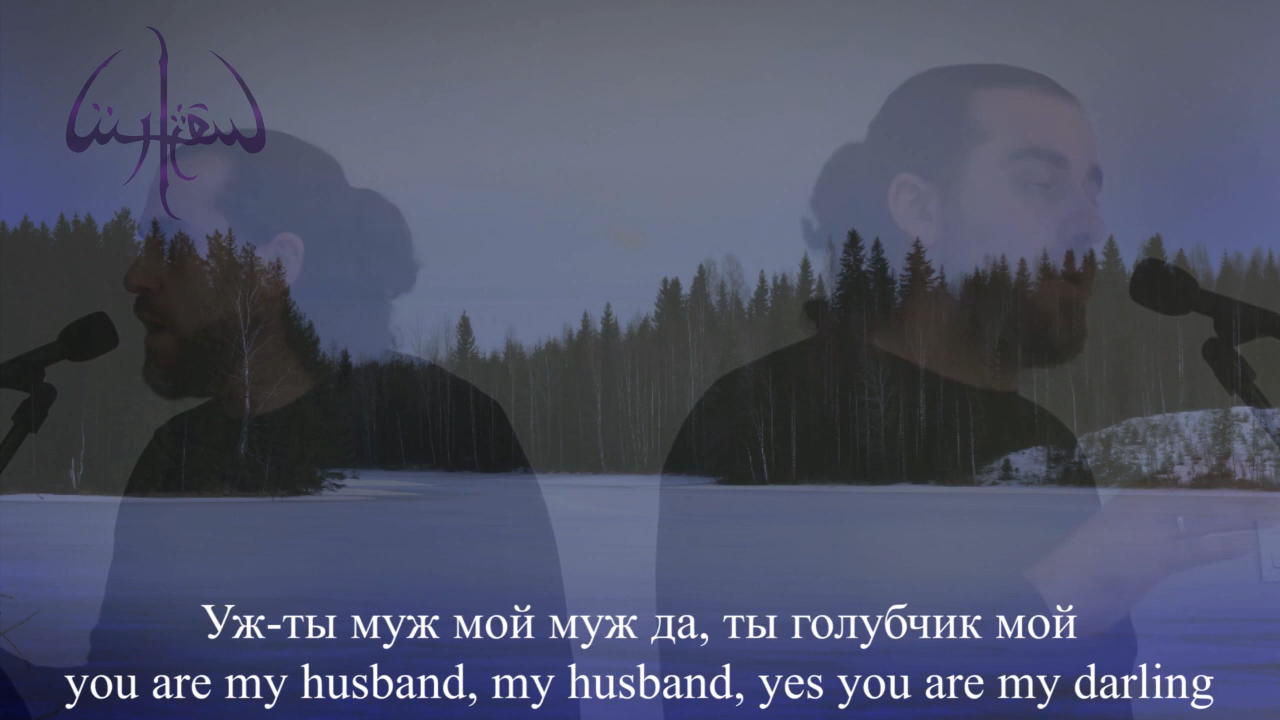 Уж-ты муж мой муж да, ты голубчик мой
you are my husband, my husband, yes you are my darling